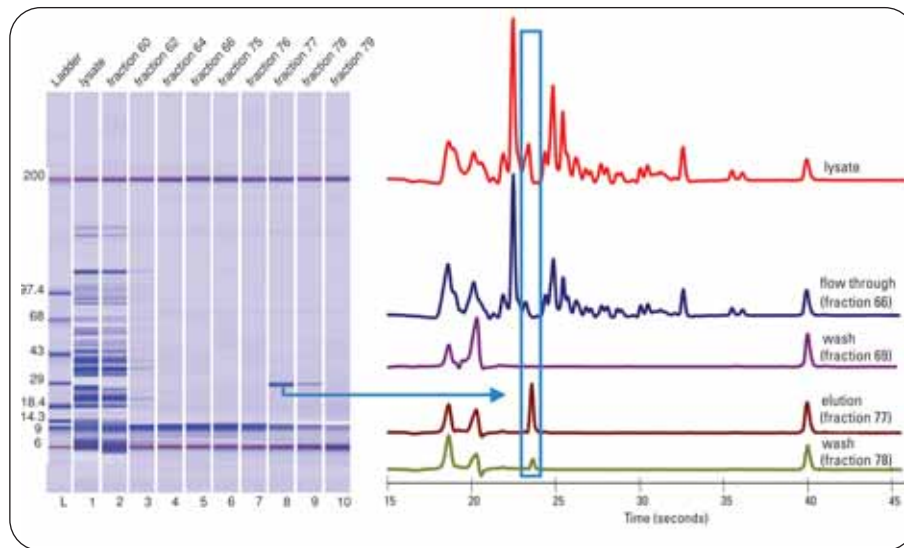 Ladder
lysate
fraction 60
fraction 62
fraction 64
fraction 66
fraction 75
fraction 76
fraction 77
fraction 78
fraction 79
200
97.4
68
43
29
18.4
14.3
9
6
L 1 2 3 4 5 6 7 8 9 10
lysate
flow through
(fraction 66)
wash
(fraction 69)
elution
(fraction 77)
wash
(fraction 78)
15 20 25 30 35 40 45
Time (seconds)